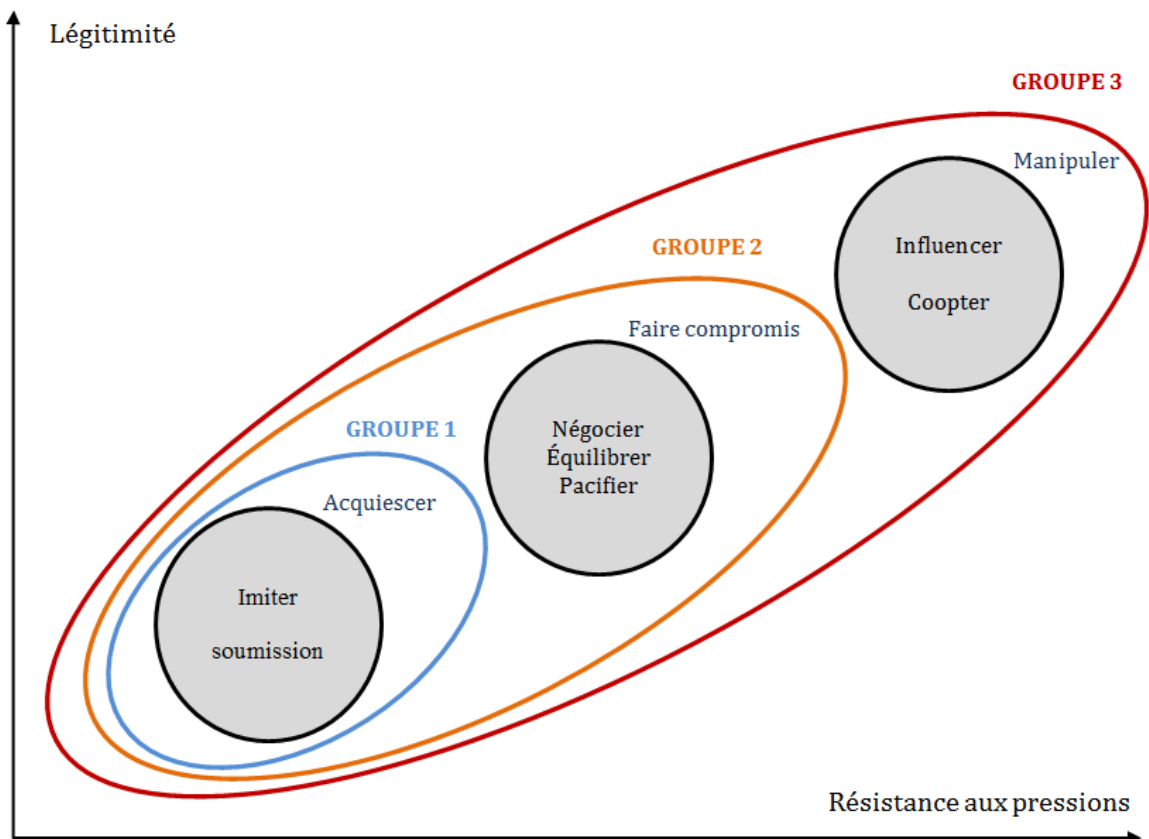 Légitimité
GROUPE 3
Manipuler
Influencer
Coopter
GROUPE 2
Faire compromis
Négocier
Équilibrer
Pacifier
GROUPE 1
Acquiescer
Imiter
soumission
Résistance aux pressions